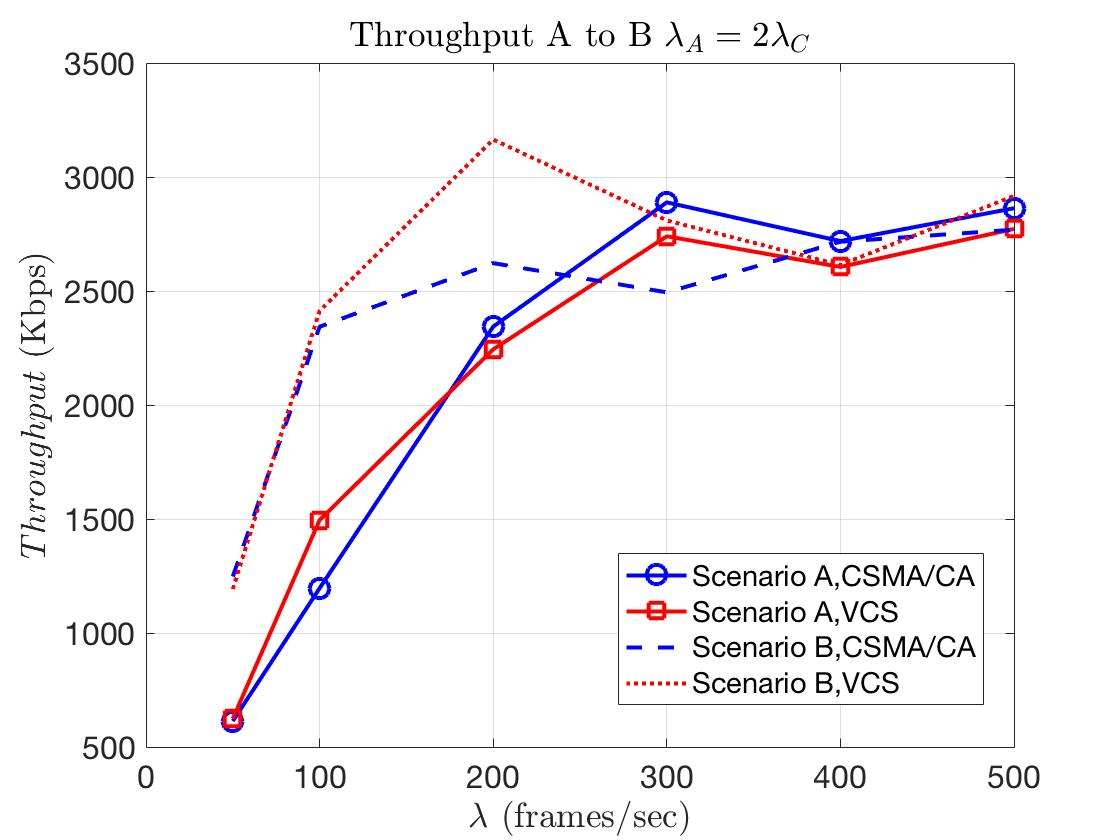 Throughput A to B λ_A = 2λ_C
3500
3000
2500
2000
1500
1000
500
Throughput (Kbps)
Scenario A,CSMA/CA
Scenario A,VCS
Scenario B,CSMA/CA
Scenario B,VCS
0 100 200 300 400 500
λ (frames/sec)